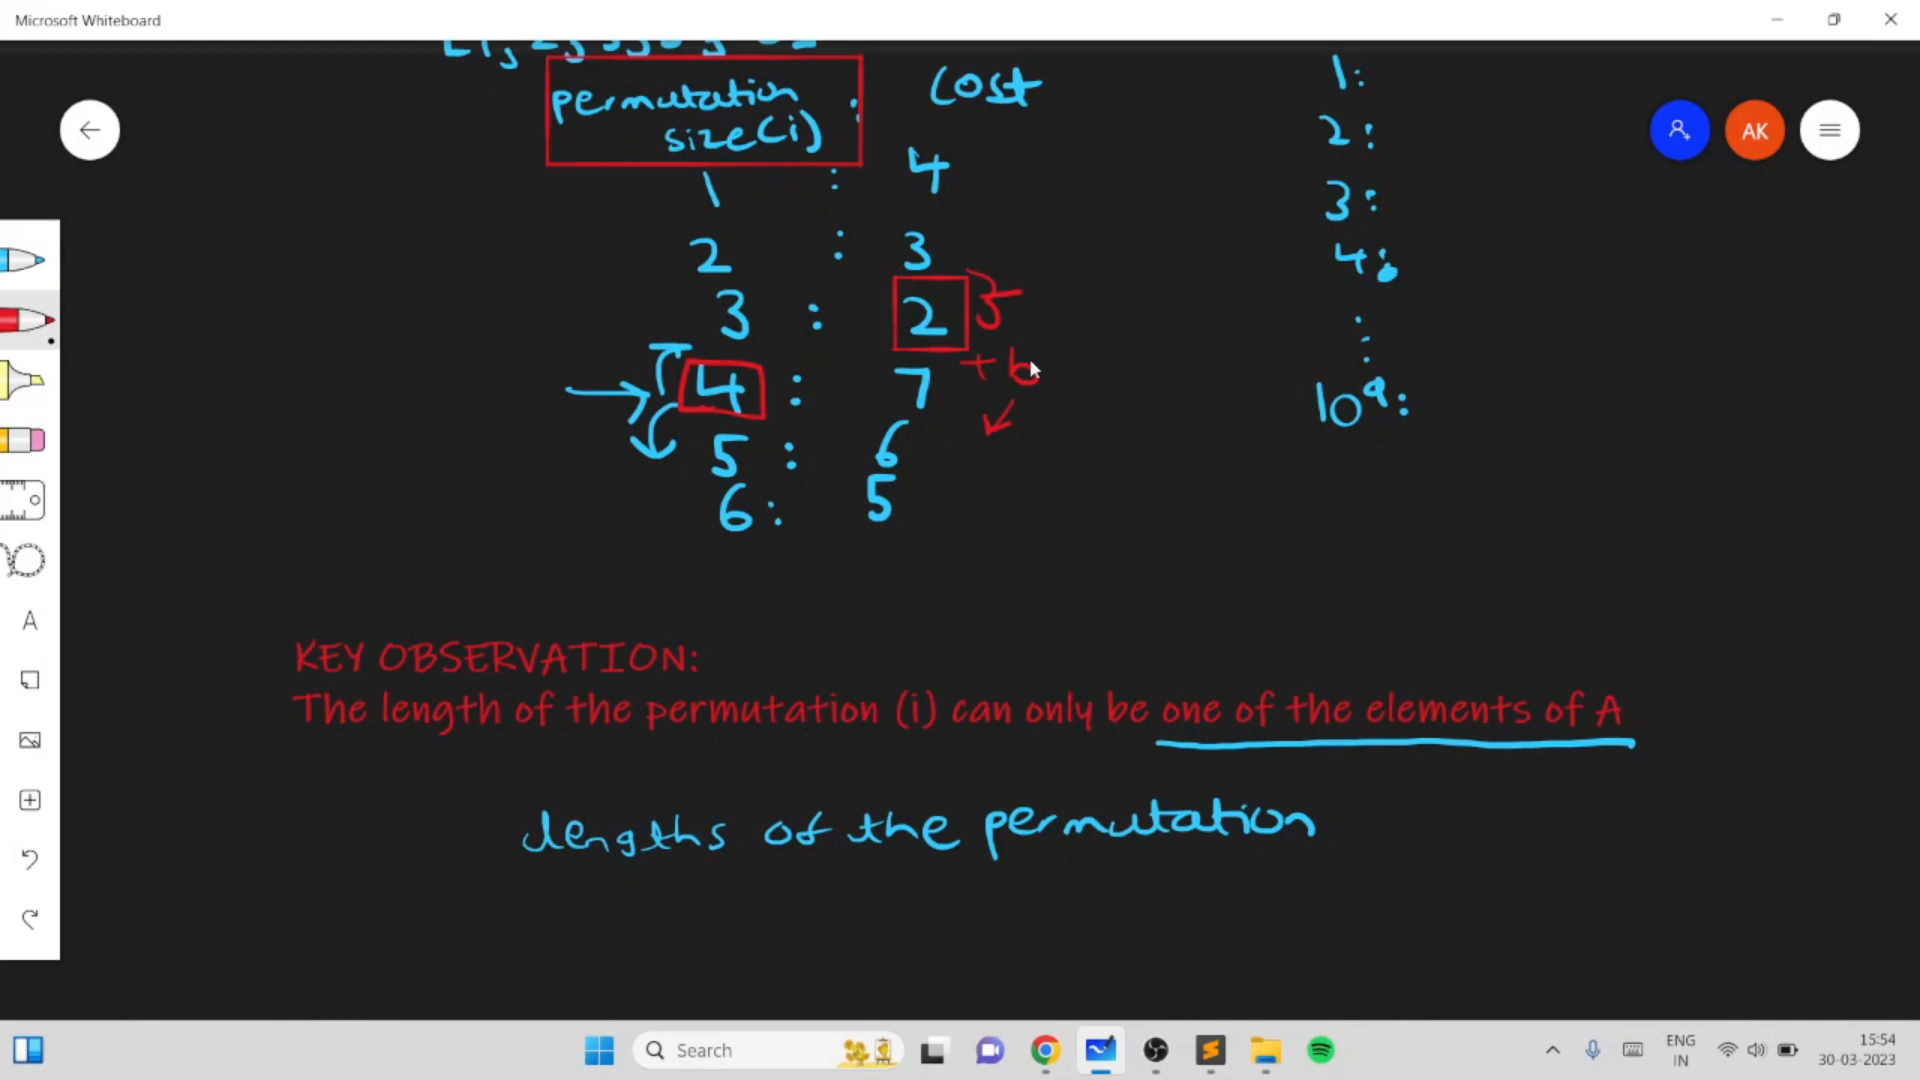 Microsoft Whiteboard
permutation : Cost
size(i)
1 : 4
2 : 3
3 : 2
+ b
4 : 7
5 : 6
6 : 5
1:
2:
3:
4:
10⁹:
AK
KEY OBSERVATION:
The length of the permutation (i) can only be one of the elements of A
lengths of the permutation
A
Search
ENG
IN
15:54
30-03-2023